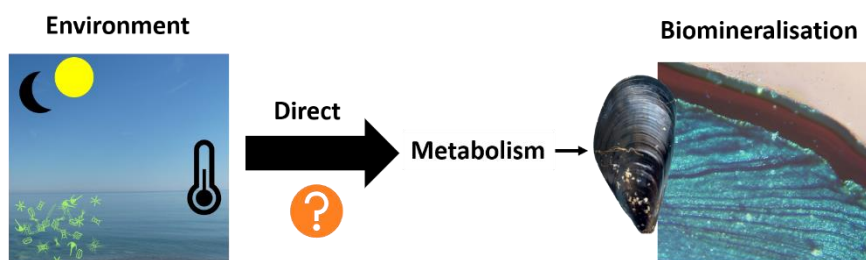 Environment
Biomineralisation
Direct
Metabolism
?